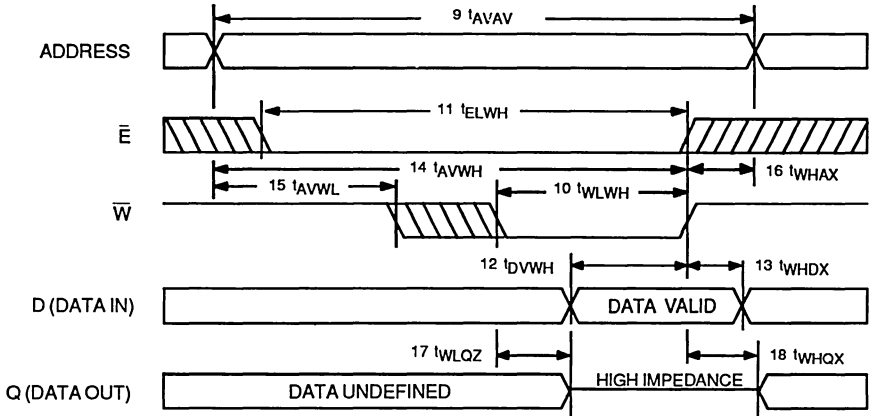 9 tAVAV
ADDRESS
11 tELWH
E̅
14 tAVWH
16 tWHAX
15 tAVWL
10 tWLWH
W̅
12 tDVWH
13 tWHDX
D (DATA IN)
DATA VALID
17 tWLQZ
18 tWHQX
Q (DATA OUT)
DATA UNDEFINED
HIGH IMPEDANCE